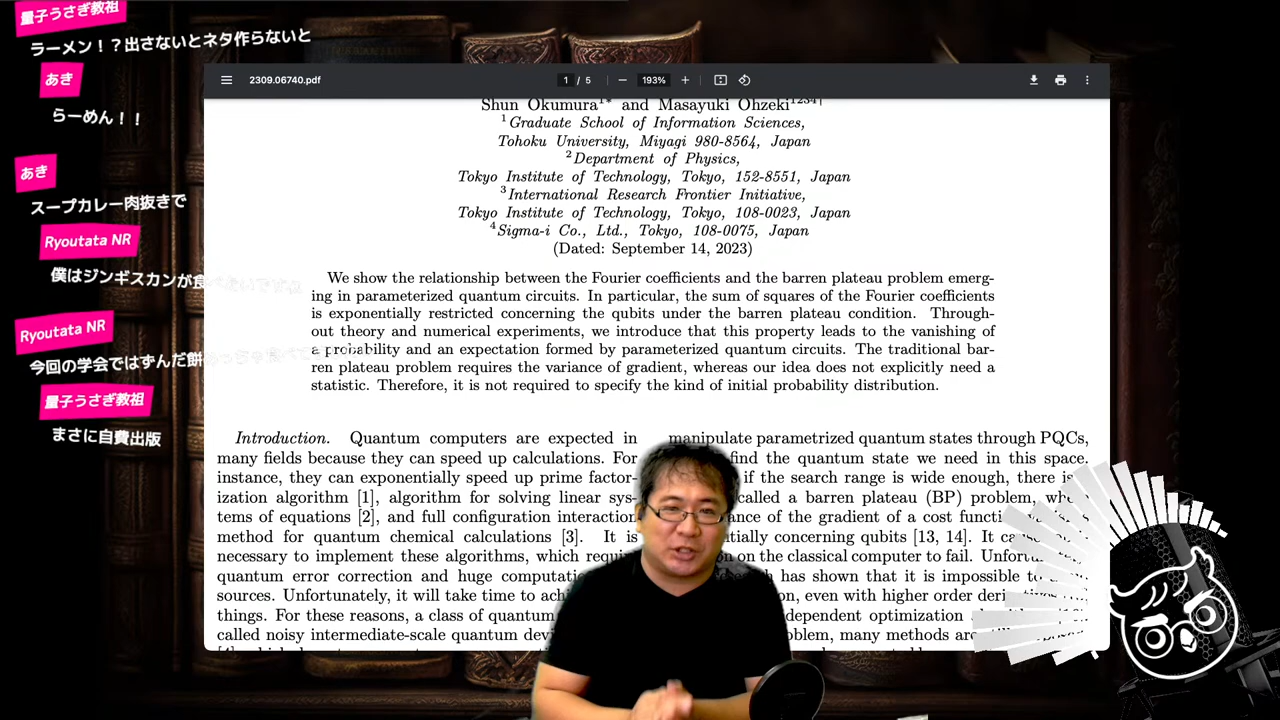 量子うさぎ教祖
ラーメン！？出さないとネタ作らないと
あき
らーめん！！
あき
スープカレー肉抜きで
Ryoutata NR
僕はジンギスカンが食べたいですね
Ryoutata NR
今回の学会ではずんだ餅
量子うさぎ教祖
まさに自費出版
2309.06740.pdf
1 / 5
193%
Shun Okumura1* and Masayuki Ohzeki1234†
1Graduate School of Information Sciences,
Tohoku University, Miyagi 980-8564, Japan
2Department of Physics,
Tokyo Institute of Technology, Tokyo, 152-8551, Japan
3International Research Frontier Initiative,
Tokyo Institute of Technology, Tokyo, 108-0023, Japan
4Sigma-i Co., Ltd., Tokyo, 108-0075, Japan
(Dated: September 14, 2023)
We show the relationship between the Fourier coefficients and the barren plateau problem emerg-
ing in parameterized quantum circuits. In particular, the sum of squares of the Fourier coefficients
is exponentially restricted concerning the qubits under the barren plateau condition. Through-
out theory and numerical experiments, we introduce that this property leads to the vanishing of
a probability and an expectation formed by parameterized quantum circuits. The traditional bar-
ren plateau problem requires the variance of gradient, whereas our idea does not explicitly need a
statistic. Therefore, it is not required to specify the kind of initial probability distribution.
Introduction. Quantum computers are expected in
many fields because they can speed up calculations. For
instance, they can exponentially speed up prime factor-
ization algorithm [1], algorithm for solving linear sys-
tems of equations [2], and full configuration interaction
method for quantum chemical calculations [3]. It is
necessary to implement these algorithms, which
quantum error correction and huge
sources. Unfortunately, it will take time to
things. For these reasons, a class of quantum
called noisy intermediate-scale quantum
manipulate parametrized quantum states through PQCs,
find the quantum state we need in this space.
if the search range is wide enough, there is
called a barren plateau (BP) problem,
of the gradient of a cost
concerning qubits [13, 14]. It
on the classical computer to fail.
has shown that it is impossible to
even with higher order
independent optimization
many methods are